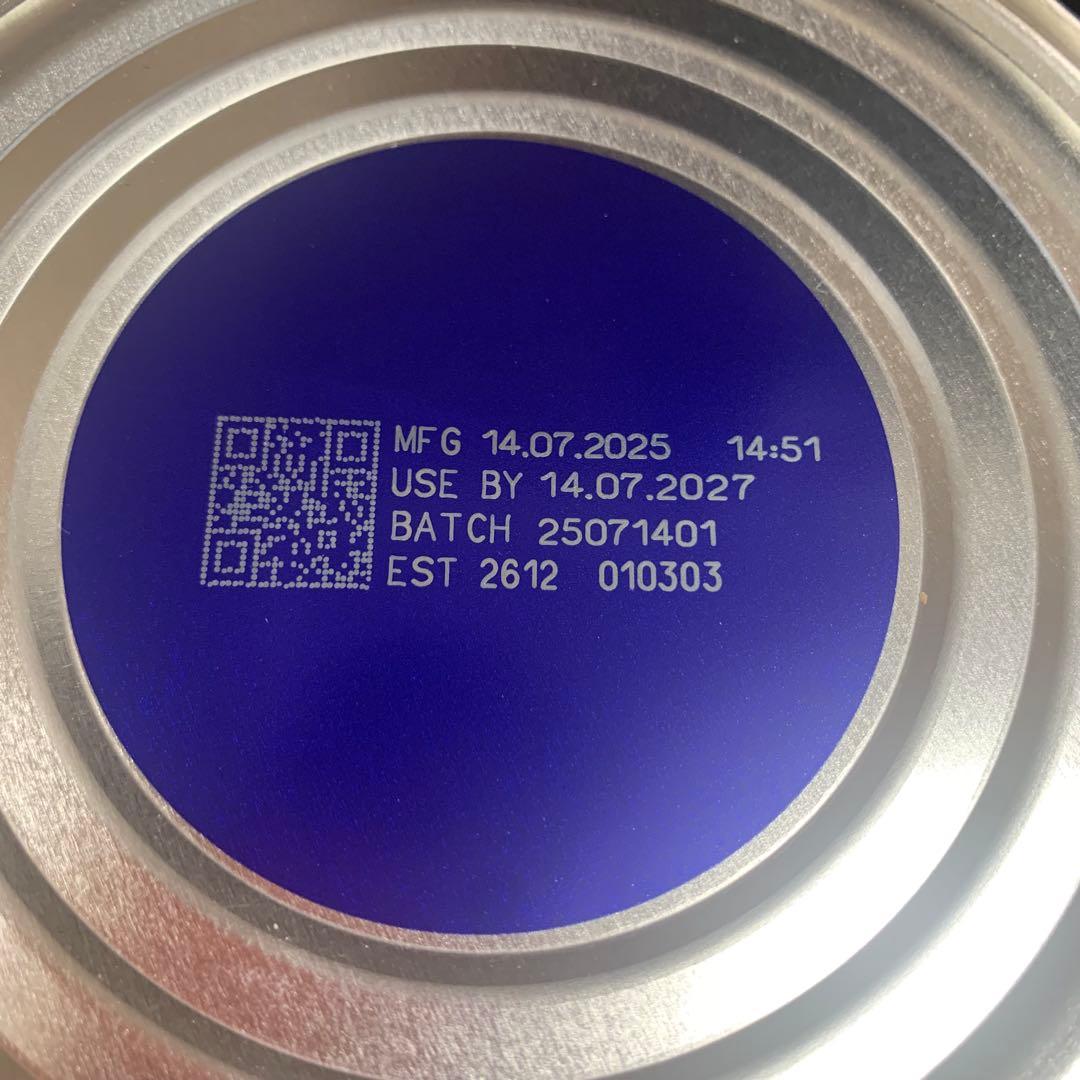 MFG 14.07.2025 14:51
USE BY 14.07.2027
BATCH 25071401
EST 2612 010303